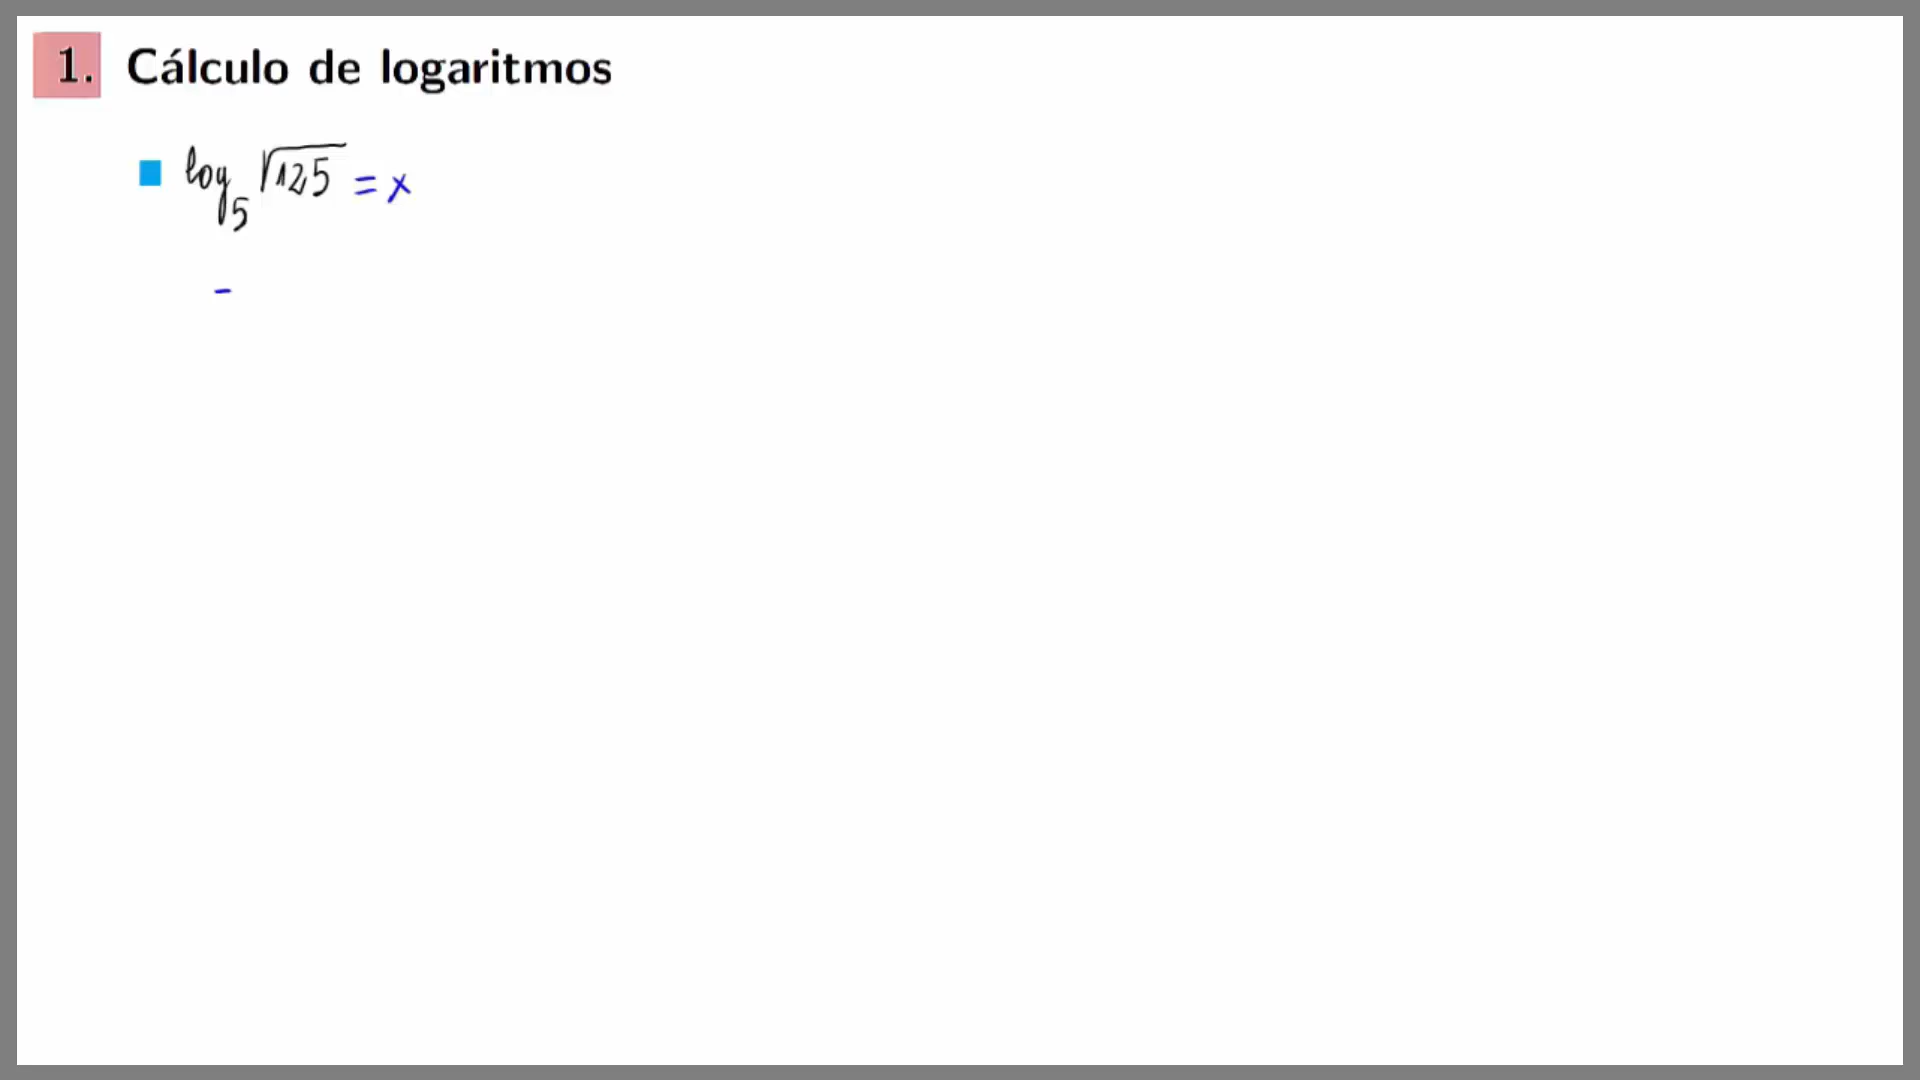 1. Cálculo de logaritmos
log₅ √125 = x
-